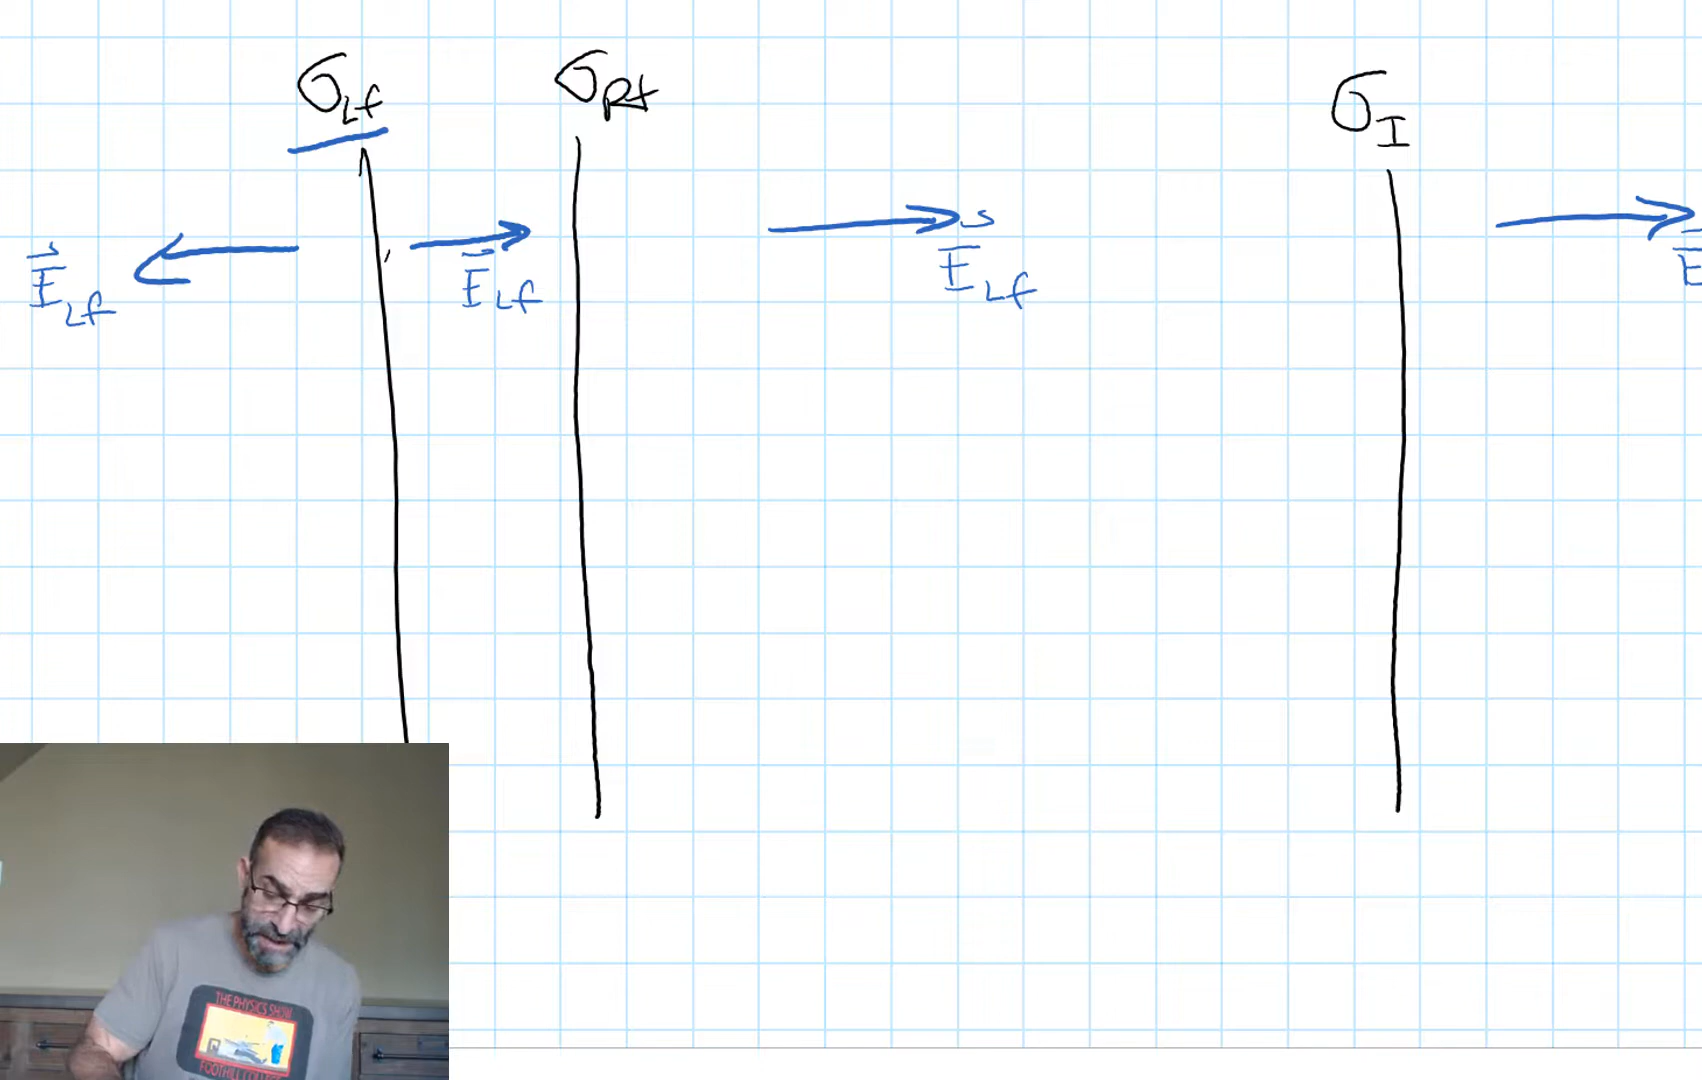 σLf σRt σI
E⃗Lf E⃗Lf E⃗Lf E
THE PHYSICS SHOW
FOOTHILL COLLEGE